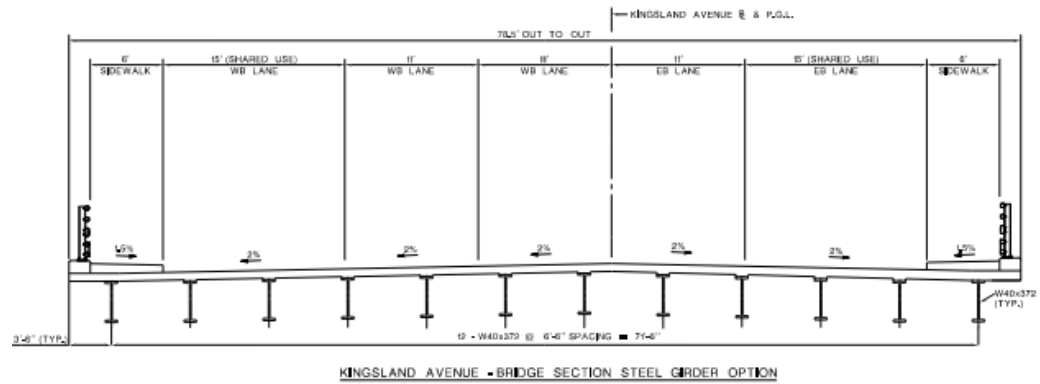 KINGSLAND AVENUE ℄ & P.G.L.
78.5' OUT TO OUT
6' 15' (SHARED USE) 11' 11' 11' 15' (SHARED USE) 6'
SIDEWALK WB LANE WB LANE WB LANE EB LANE EB LANE SIDEWALK
1.5% 2% 2% 2% 2% 2% 1.5%
W40x372
(TYP.)
3'-6" (TYP.)
12 - W40x372 @ 6'-6" SPACING = 71'-6"
KINGSLAND AVENUE - BRIDGE SECTION STEEL GIRDER OPTION